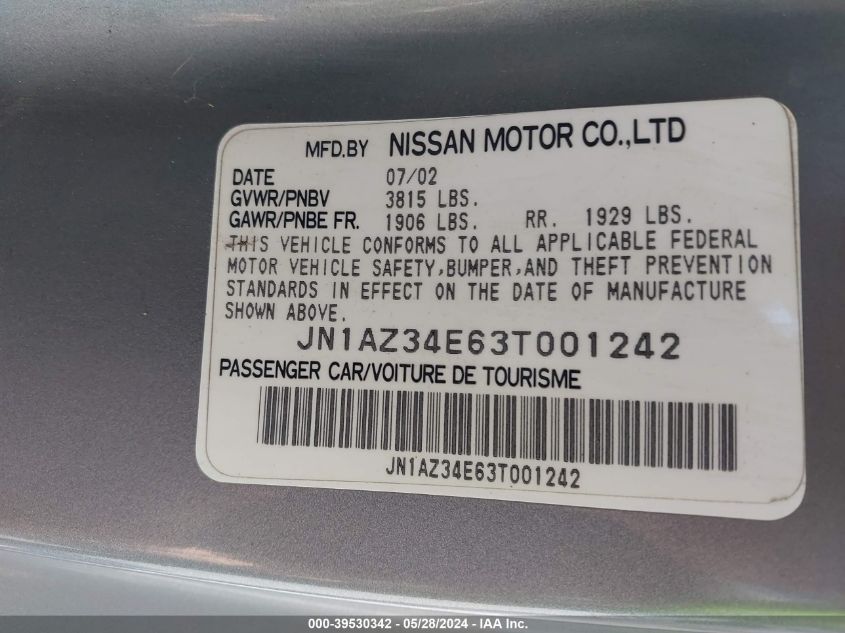 MFD.BY NISSAN MOTOR CO.,LTD
DATE 07/02
GVWR/PNBV 3815 LBS.
GAWR/PNBE FR. 1906 LBS. RR. 1929 LBS.
THIS VEHICLE CONFORMS TO ALL APPLICABLE FEDERAL
MOTOR VEHICLE SAFETY,BUMPER,AND THEFT PREVENTION
STANDARDS IN EFFECT ON THE DATE OF MANUFACTURE
SHOWN ABOVE.
JN1AZ34E63T001242
PASSENGER CAR/VOITURE DE TOURISME
JN1AZ34E63T001242
000-39530342 / 05/28/2024 - IAA Inc.